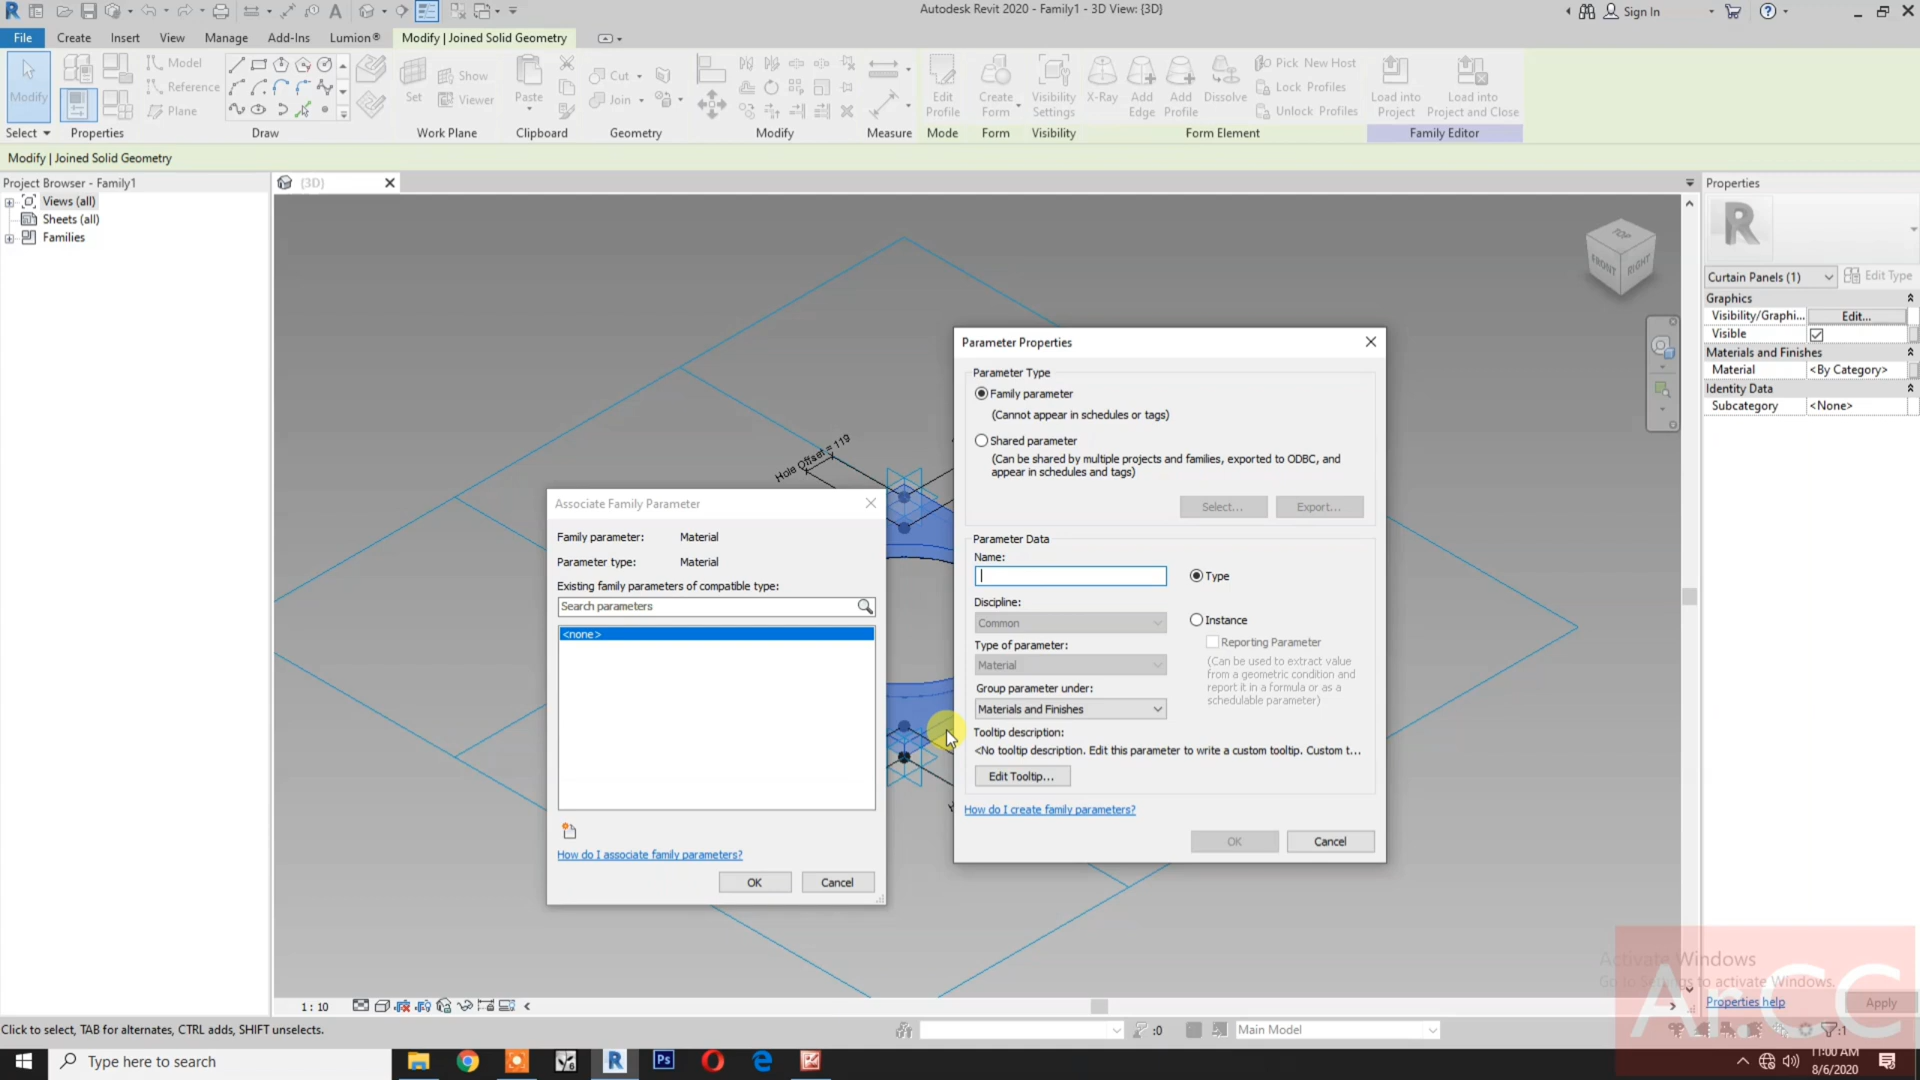 Autodesk Revit 2020 - Family1 - 3D View: {3D}
Sign In
File
Create
Insert
View
Manage
Add-Ins
Lumion®
Modify | Joined Solid Geometry
Modify
Model
Reference
Plane
Set
Show
Viewer
Paste
Cut
Join
Edit
Profile
Create
Form
Visibility
Settings
X-Ray
Add
Edge
Add
Profile
Dissolve
Pick New Host
Lock Profiles
Unlock Profiles
Load into
Project
Load into
Project and Close
Select
Properties
Draw
Work Plane
Clipboard
Geometry
Modify
Measure
Mode
Form
Visibility
Form Element
Family Editor
Modify | Joined Solid Geometry
Project Browser - Family1
Views (all)
Sheets (all)
Families
{3D}
TOP
FRONT
RIGHT
Hole Offset = 119
Associate Family Parameter
Family parameter:
Material
Parameter type:
Material
Existing family parameters of compatible type:
Search parameters
<none>
How do I associate family parameters?
OK
Cancel
Parameter Properties
Parameter Type
Family parameter
(Cannot appear in schedules or tags)
Shared parameter
(Can be shared by multiple projects and families, exported to ODBC, and
appear in schedules and tags)
Select...
Export...
Parameter Data
Name:
Type
Discipline:
Common
Instance
Type of parameter:
Reporting Parameter
Material
(Can be used to extract value
from a geometric condition and
report it in a formula or as a
schedulable parameter)
Group parameter under:
Materials and Finishes
Tooltip description:
<No tooltip description. Edit this parameter to write a custom tooltip. Custom t...
Edit Tooltip...
How do I create family parameters?
OK
Cancel
Properties
R
Curtain Panels (1)
Edit Type
Graphics
Visibility/Graphi...
Edit...
Visible
Materials and Finishes
Material
<By Category>
Identity Data
Subcategory
<None>
Activate Windows
Go to Settings to activate Windows.
Properties help
Apply
ArCC
1 : 10
Click to select, TAB for alternates, CTRL adds, SHIFT unselects.
:0
Main Model
:1
Type here to search
R
Ps
11:00 AM
8/6/2020